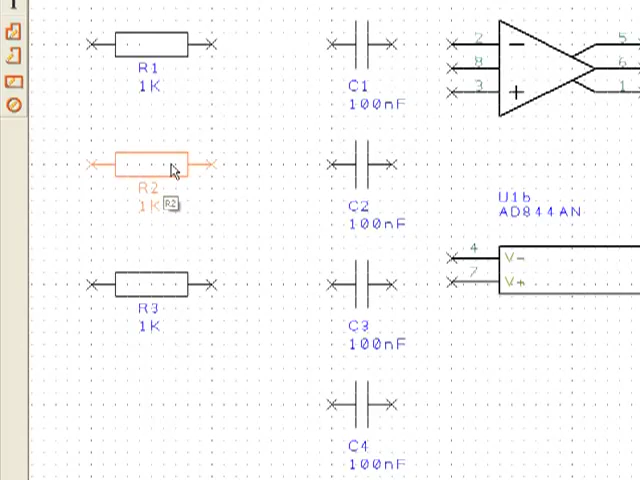 2
5
8
6
3
1
R1
1K
C1
100nF
R2
1K
R2
C2
100nF
U1b
AD844AN
4
V-
7
V+
R3
1K
C3
100nF
C4
100nF